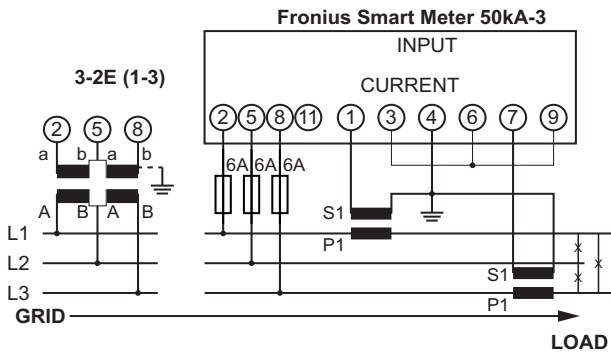 Fronius Smart Meter 50kA-3
INPUT
3-2E (1-3)
CURRENT
2 5 8 2 5 8 11 1 3 4 6 7 9
a b a b
6A 6A 6A
A B A B
S1
L1
P1
L2
S1
L3
P1
GRID
LOAD